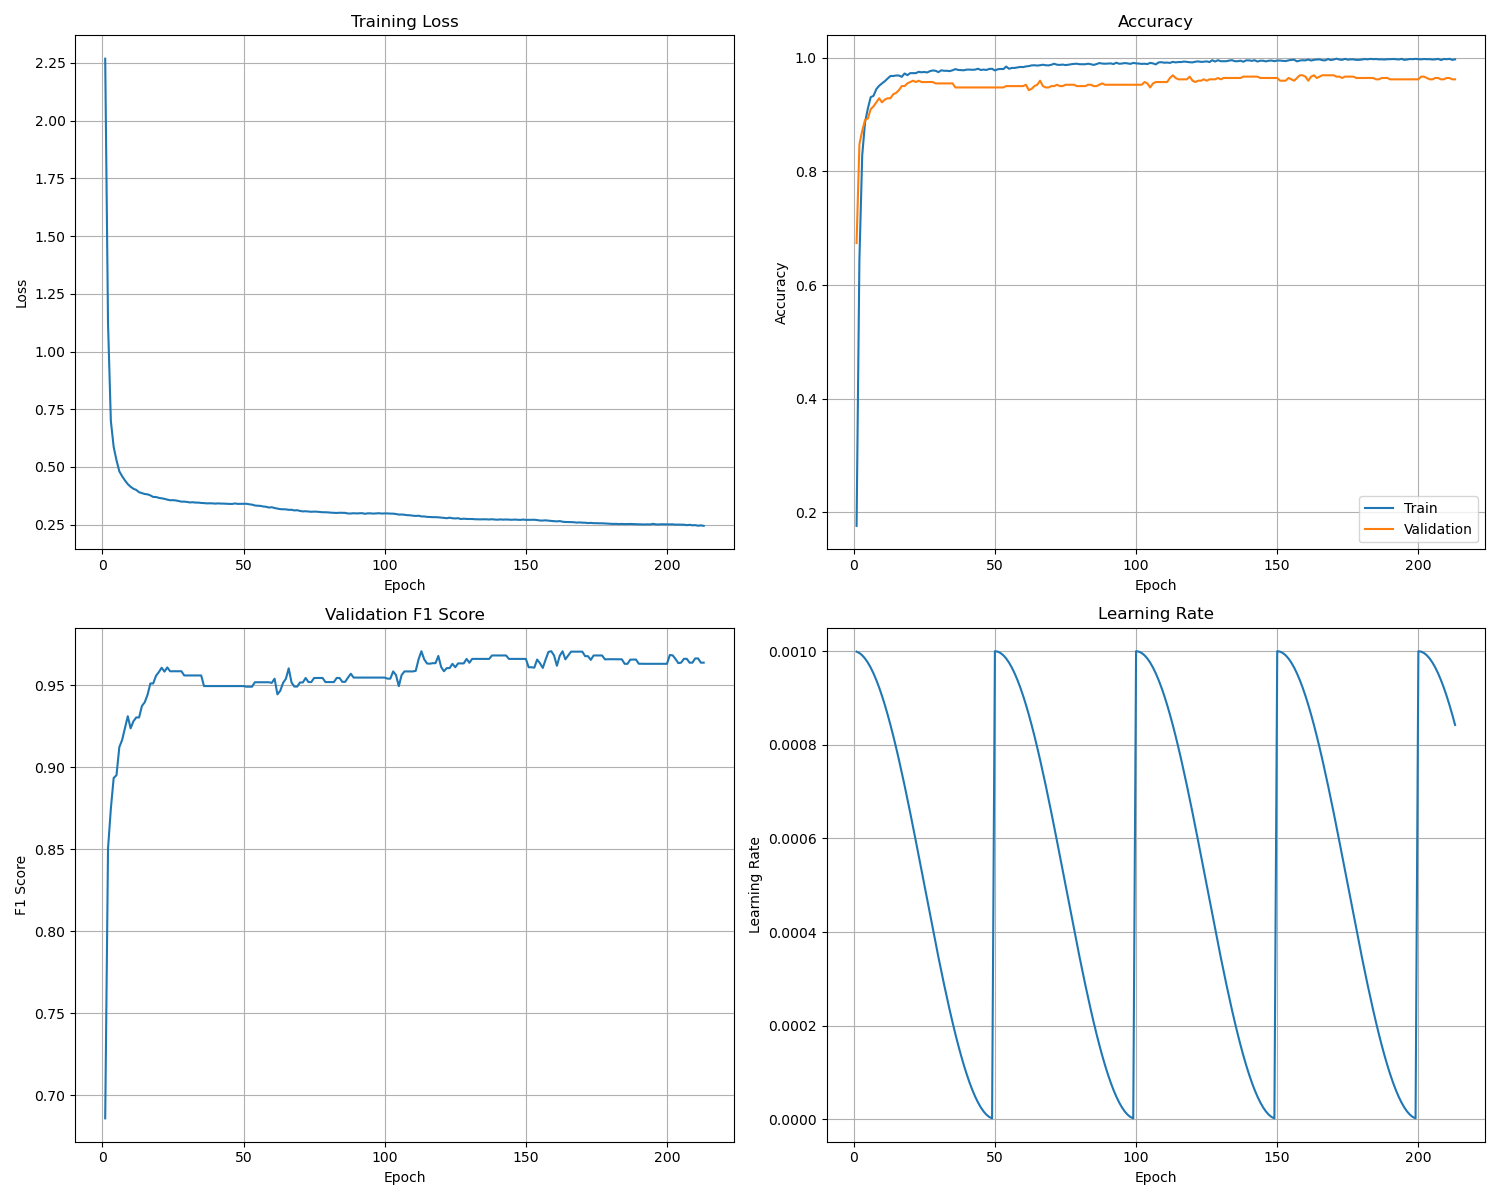 Training Loss
2.25
2.00
1.75
1.50
1.25
1.00
0.75
0.50
0.25
Loss
0 50 100 150 200
Epoch
Accuracy
1.0
0.8
0.6
0.4
0.2
Accuracy
Train
Validation
0 50 100 150 200
Epoch
Validation F1 Score
0.95
0.90
0.85
0.80
0.75
0.70
F1 Score
0 50 100 150 200
Epoch
Learning Rate
0.0010
0.0008
0.0006
0.0004
0.0002
0.0000
Learning Rate
0 50 100 150 200
Epoch